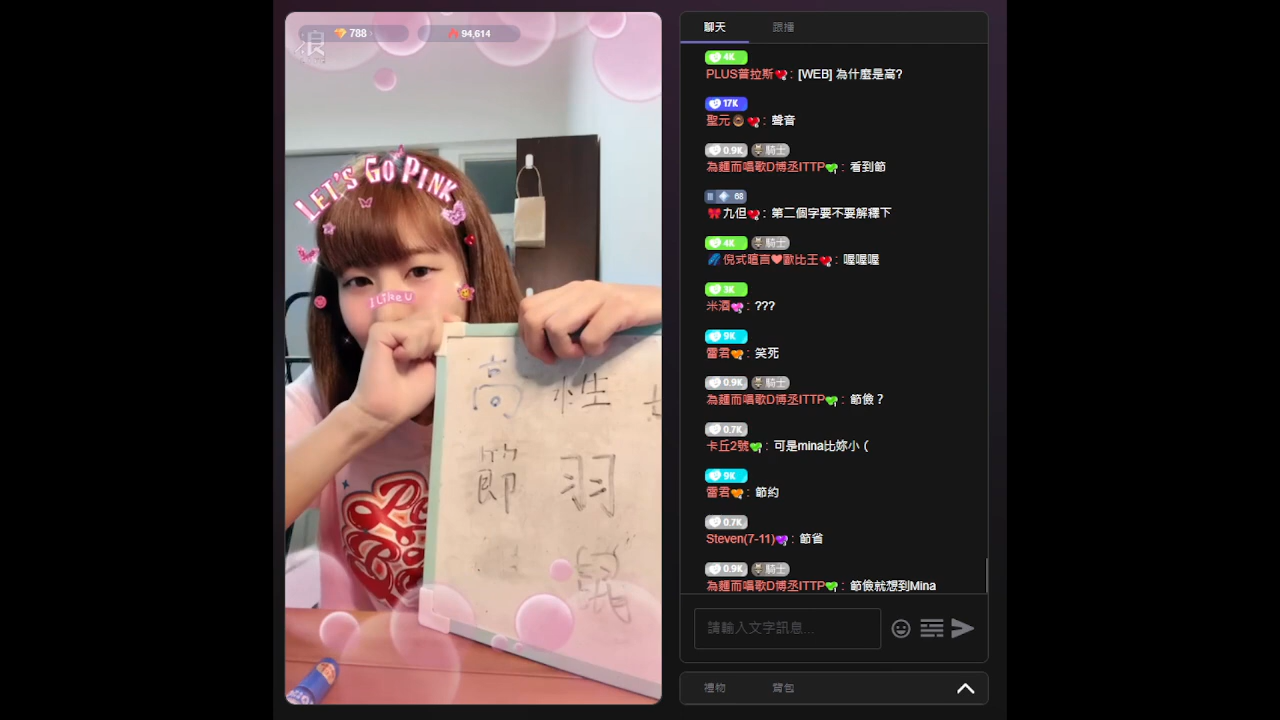 浪
788
94,614
LET'S GO PINK
I Like U
高 性
節 羽
鼠
聊天
跟播
4K
PLUS普拉斯 : [WEB] 為什麼是高?
17K
聖元 : 聲音
0.9K 騎士
為麵而唱歌D博丞ITTP : 看到節
III 68
九但 : 第二個字要不要解釋下
4K 騎士
倪式瘖言❤歐比王 : 喔喔喔
3K
米酒 : ???
9K
雷君 : 笑死
0.9K 騎士
為麵而唱歌D博丞ITTP : 節儉？
0.7K
卡丘2號 : 可是mina比妳小 (
9K
雷君 : 節約
0.7K
Steven(7-11) : 節省
0.9K 騎士
為麵而唱歌D博丞ITTP : 節儉就想到Mina
請輸入文字訊息...
禮物
背包